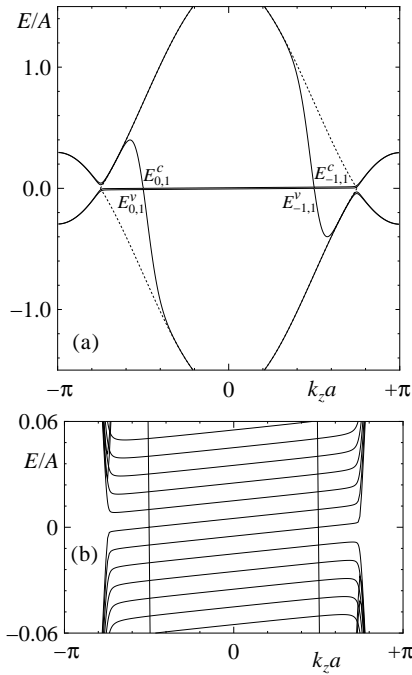 E/A
1.0
0.0
−1.0
E^c_{0,1}
E^c_{−1,1}
E^v_{0,1}
E^v_{−1,1}
(a)
−π 0 k_z a +π
0.06
E/A
0
(b)
−0.06
−π 0 k_z a +π